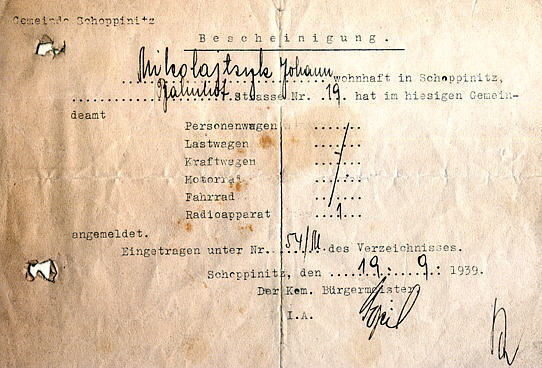 Gemeinde Schoppinitz
Bescheinigung.
Mikolajtzyk Johann wohnhaft in Schoppinitz,
Bahnhof Strasse Nr. 19. hat im hiesigen Gemein-
deamt
Personenwagen
Lastwagen
Kraftwagen
Motorrad
Fahrrad
Radioapparat 1
angemeldet.
Eingetragen unter Nr. 54/M des Verzeichnisses.
Schoppinitz, den 19. 9. 1939.
Der Kom. Bürgermeister
I.A.